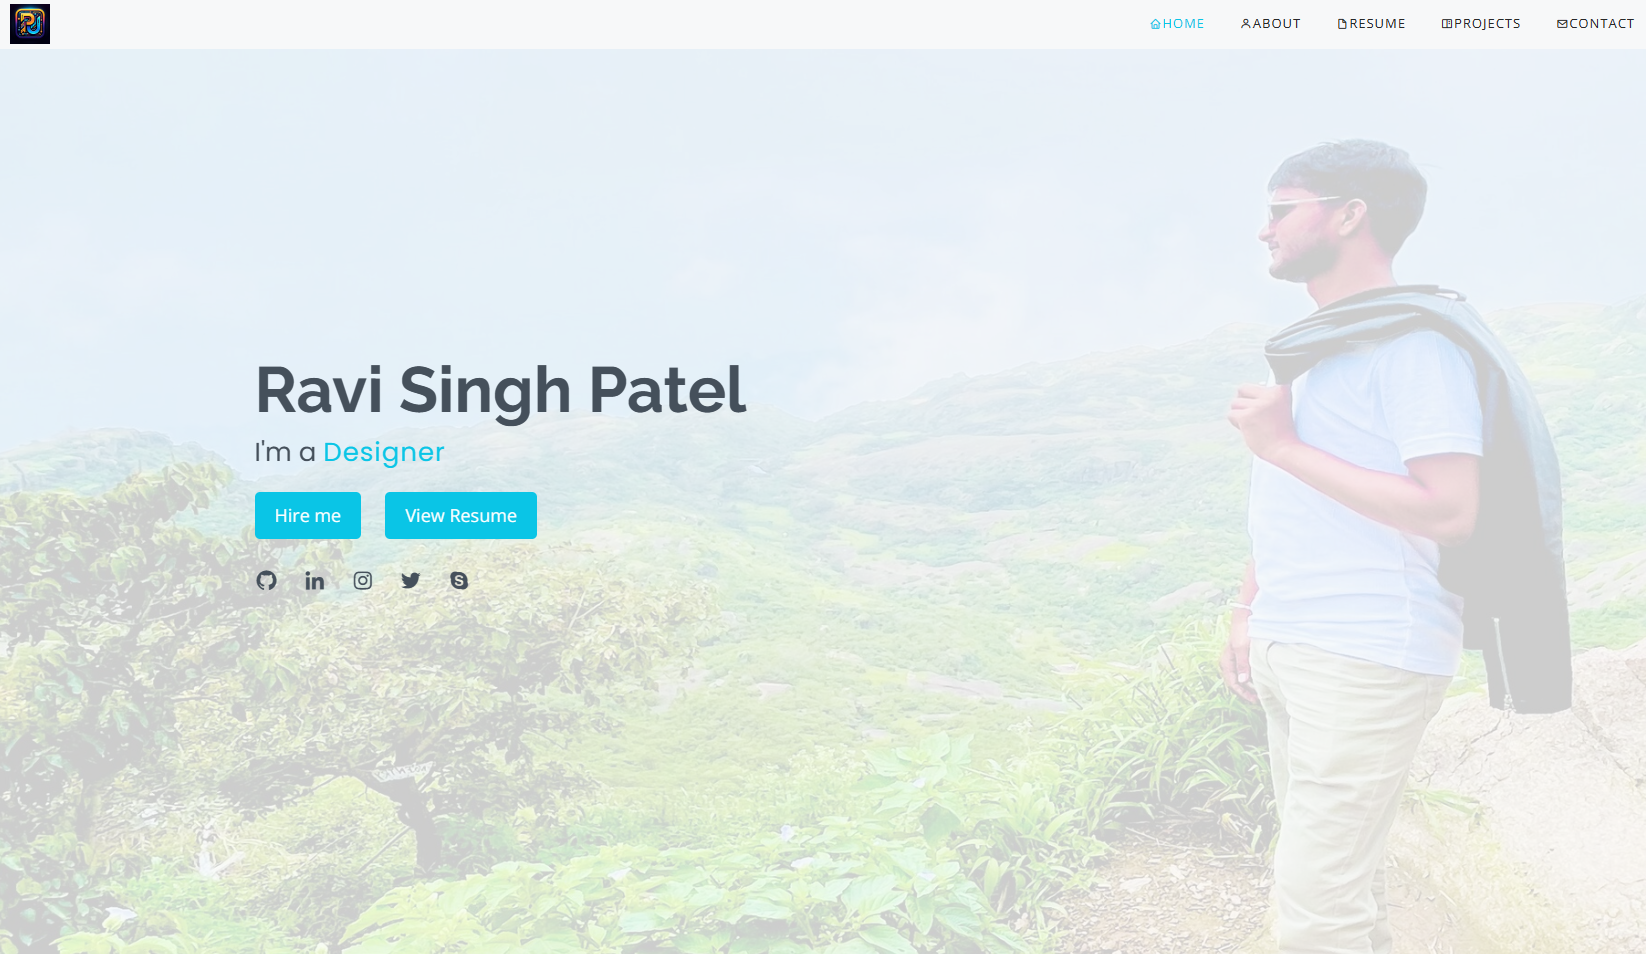 HOME ABOUT RESUME PROJECTS CONTACT
Ravi Singh Patel
I'm a Designer
Hire me View Resume